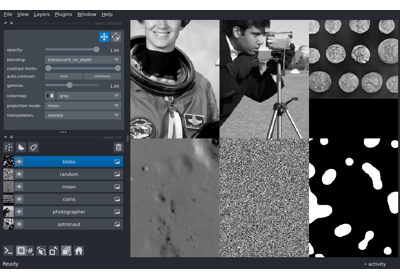 File View Layers Plugins Window Help
opacity: 1.00
blending: translucent_no_depth
contrast limits:
auto-contrast: once continuous
gamma: 1.00
colormap: gray
projection mode: mean
interpolation: nearest
blobs
random
moon
coins
photographer
astronaut
Ready
activity